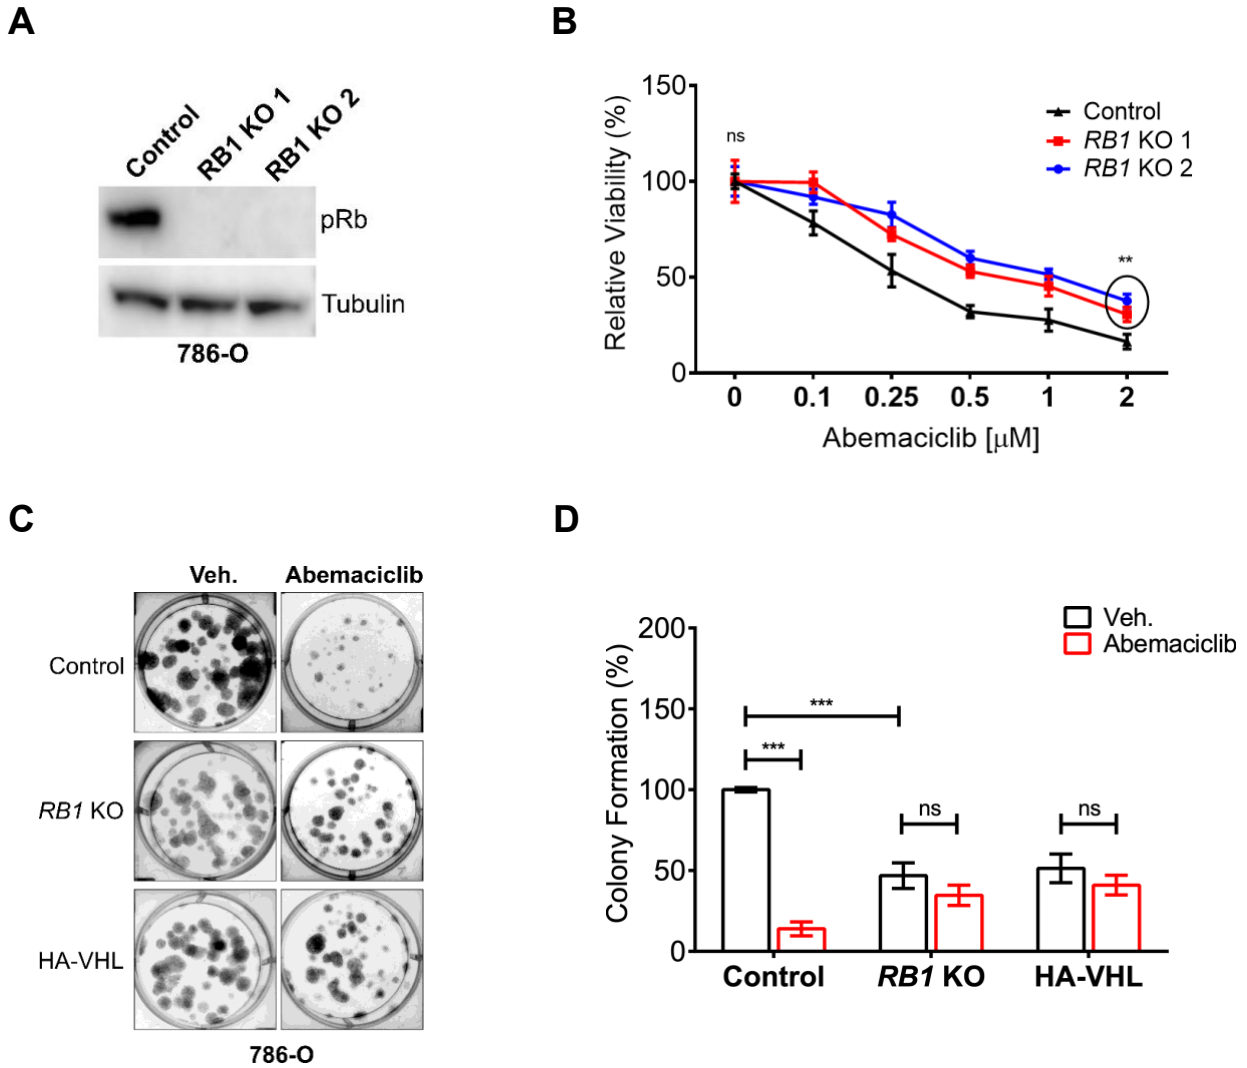 A
Control
RB1 KO 1
RB1 KO 2
pRb
Tubulin
786-O
B
150
100
50
0
Relative Viability (%)
ns
**
Control
RB1 KO 1
RB1 KO 2
0 0.1 0.25 0.5 1 2
Abemaciclib [μM]
C
Veh. Abemaciclib
Control
RB1 KO
HA-VHL
786-O
D
Veh.
Abemaciclib
200
150
100
50
0
Colony Formation (%)
***
***
ns
ns
Control RB1 KO HA-VHL